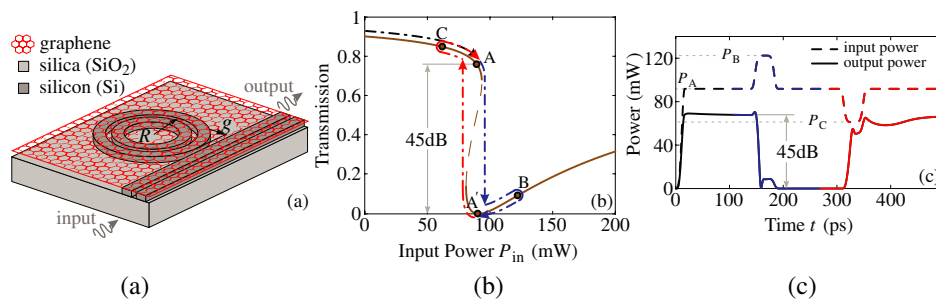 graphene
silica (SiO2)
silicon (Si)
output
R
g
input
(a)
Transmission
1
0.8
0.6
0.4
0.2
0
C
A
45dB
B
A
(b)
0
50
100
150
200
Input Power Pin (mW)
Power (mW)
120
80
40
0
PB
PA
PC
input power
output power
45dB
(c)
0
100
200
300
400
Time t (ps)
(a)
(b)
(c)